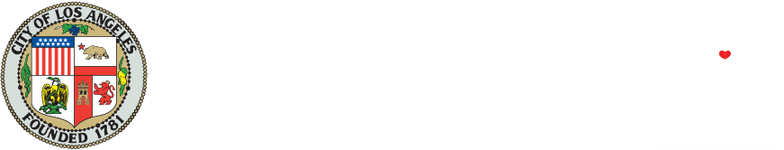 CITY OF LOS ANGELES
FOUNDED 1781